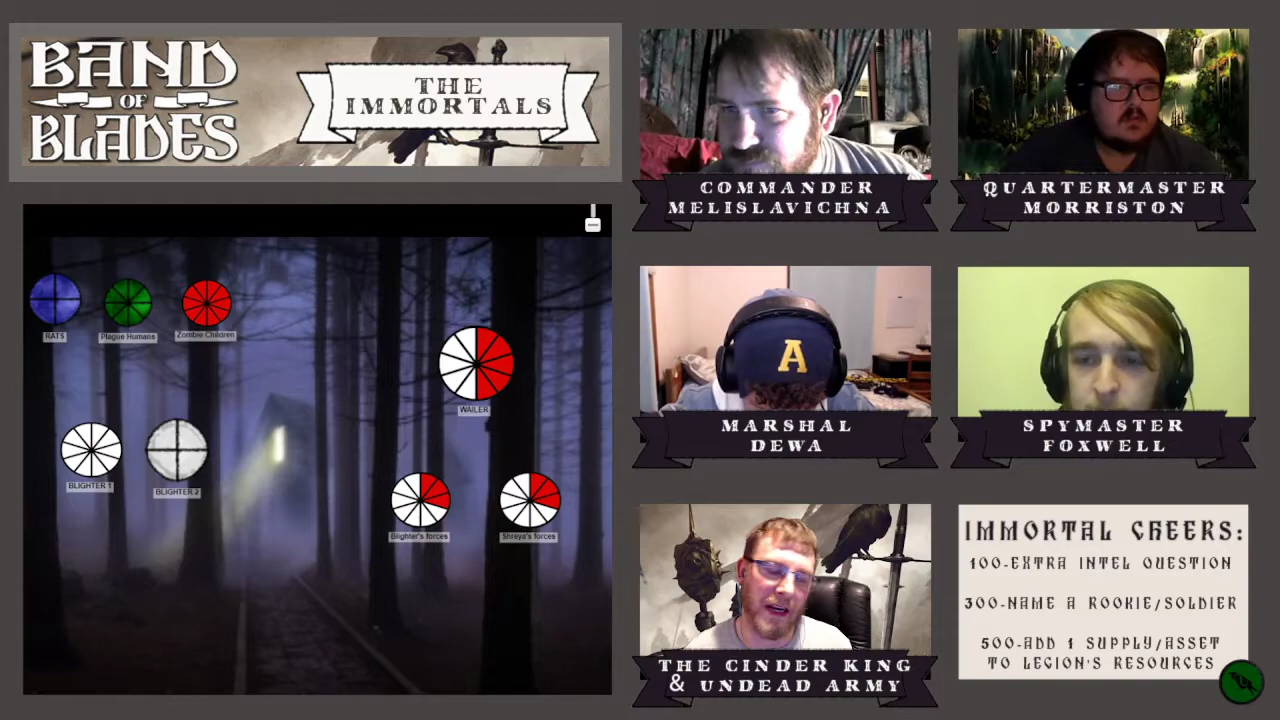 BAND
OF
BLADES
THE
IMMORTALS
COMMANDER
MELISLAVICHNA
QUARTERMASTER
MORRISTON
RATS
Plague Humans
Zombie Children
WAILER
BLIGHTER 1
BLIGHTER 2
Blighter's forces
Shreya's forces
A
MARSHAL
DEWA
SPYMASTER
FOXWELL
THE CINDER KING
& UNDEAD ARMY
IMMORTAL CHEERS:
100-EXTRA INTEL QUESTION
300-NAME A ROOKIE/SOLDIER
500-ADD 1 SUPPLY/ASSET
TO LEGION'S RESOURCES